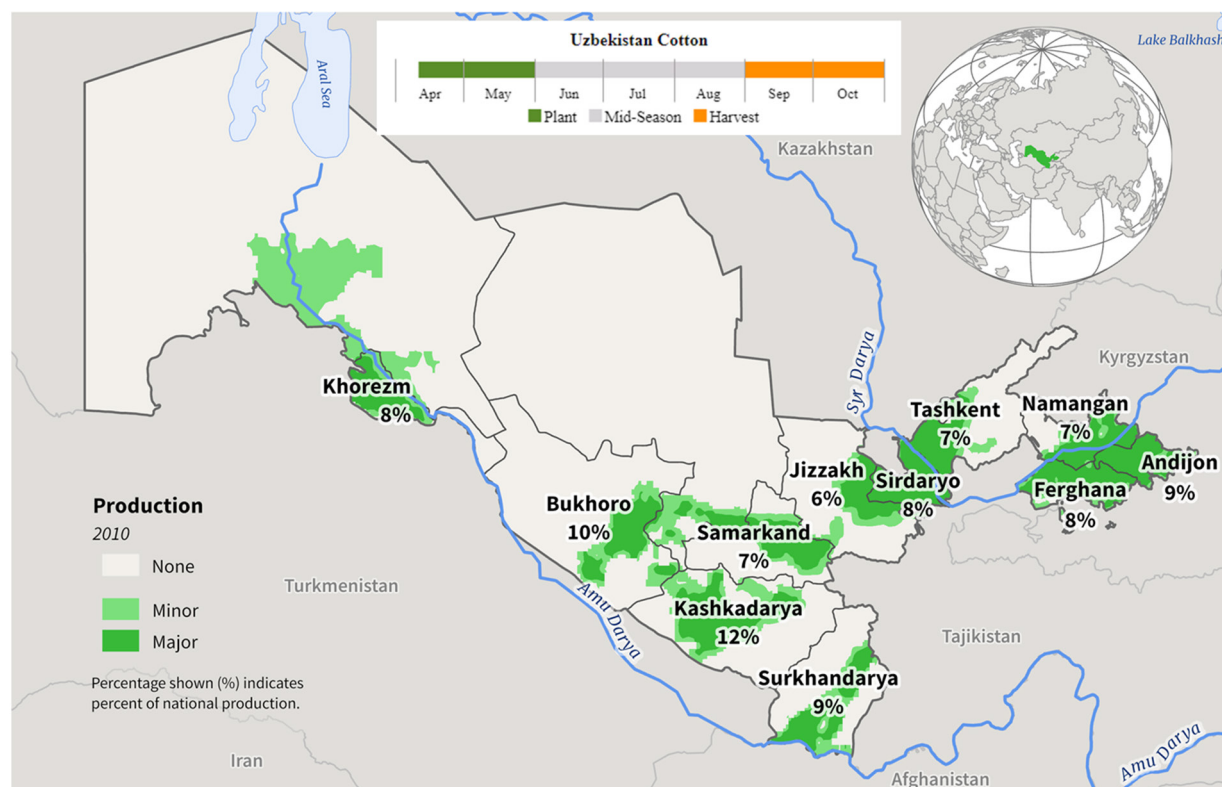 Uzbekistan Cotton
Apr May Jun Jul Aug Sep Oct
Plant Mid-Season Harvest
Lake Balkhash
Aral Sea
Kazakhstan
Syr Darya
Kyrgyzstan
Khorezm
8%
Tashkent
7%
Namangan
7%
Andijon
9%
Ferghana
8%
Jizzakh
6%
Sirdaryo
8%
Bukhoro
10%
Samarkand
7%
Kashkadarya
12%
Surkhandarya
9%
Amu Darya
Turkmenistan
Tajikistan
Iran
Afghanistan
Amu Darya
Production
2010
None
Minor
Major
Percentage shown (%) indicates
percent of national production.